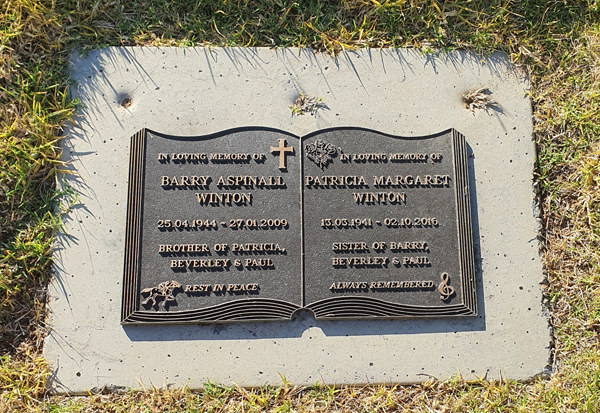 IN LOVING MEMORY OF
BARRY ASPINALL
WINTON
25.04.1944 - 27.01.2009
BROTHER OF PATRICIA,
BEVERLEY & PAUL
REST IN PEACE
IN LOVING MEMORY OF
PATRICIA MARGARET
WINTON
13.03.1941 - 02.10.2016
SISTER OF BARRY,
BEVERLEY & PAUL
ALWAYS REMEMBERED